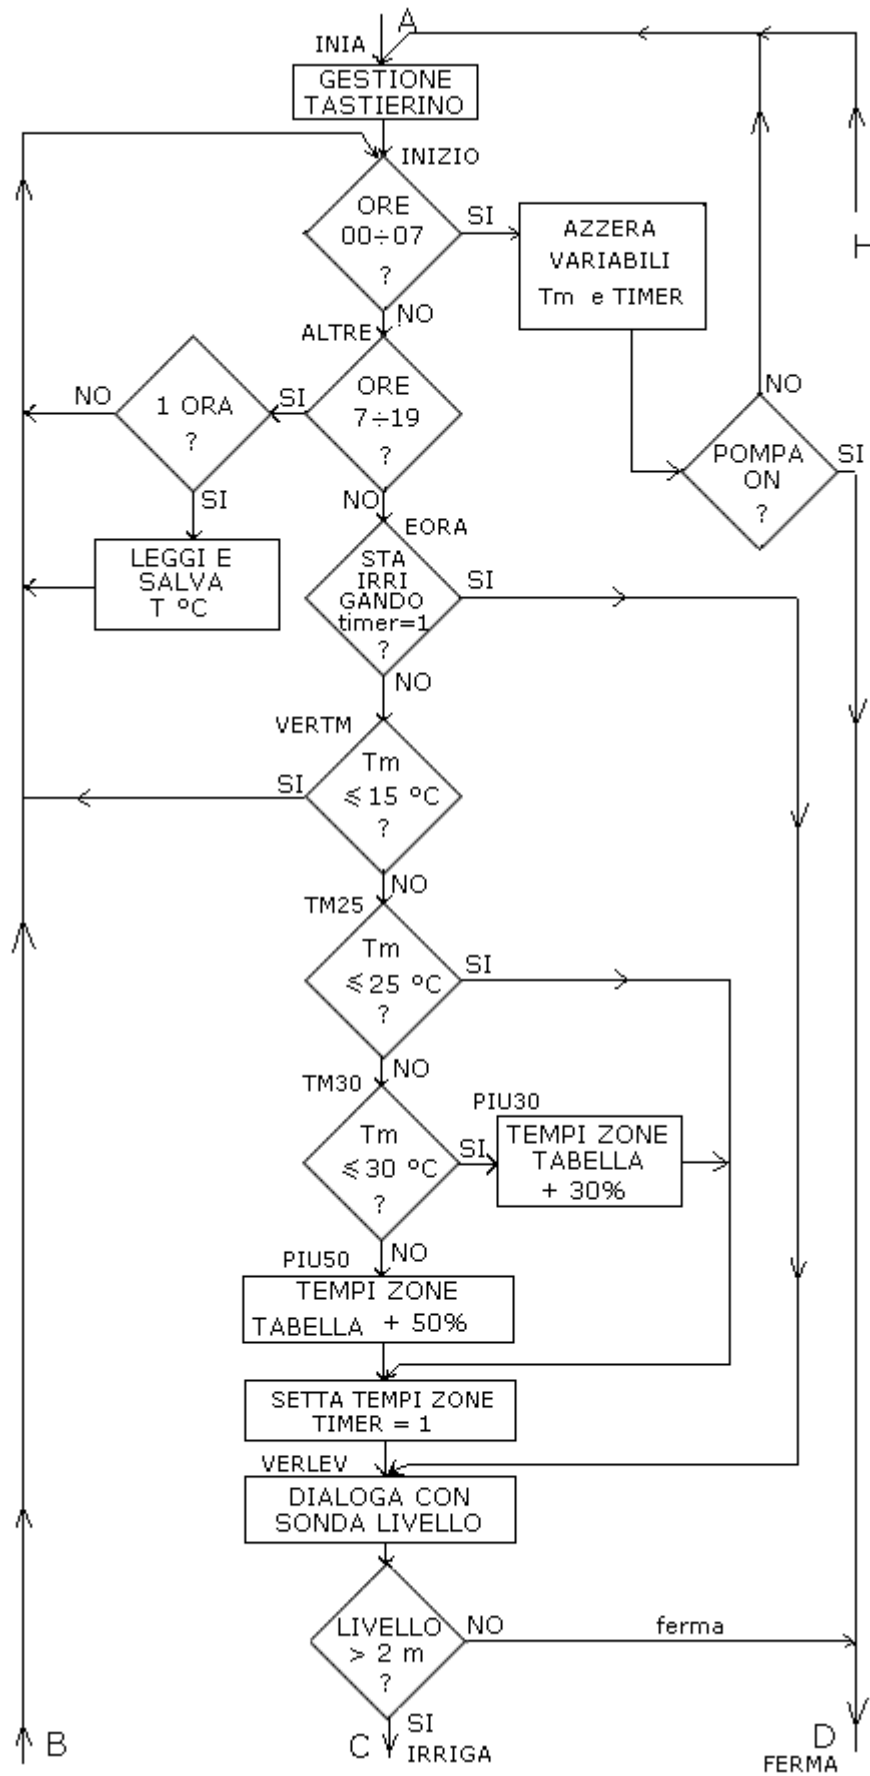 A
INIA
GESTIONE
TASTIERINO
INIZIO
ORE
00÷07
?
SI
AZZERA
VARIABILI
Tm e TIMER
NO
ALTRE
ORE
7÷19
?
SI
1 ORA
?
NO
SI
LEGGI E
SALVA
T ºC
NO
POMPA
ON
?
SI
NO
EORA
STA
IRRI
GANDO
timer=1
?
SI
NO
VERTM
Tm
⩽15 ºC
?
SI
NO
TM25
Tm
⩽25 ºC
?
SI
NO
TM30
Tm
⩽30 ºC
?
SI
PIU30
TEMPI ZONE
TABELLA
+ 30%
NO
PIU50
TEMPI ZONE
TABELLA + 50%
SETTA TEMPI ZONE
TIMER = 1
VERLEV
DIALOGA CON
SONDA LIVELLO
LIVELLO
> 2 m
?
NO
ferma
SI
B
C
IRRIGA
D
FERMA